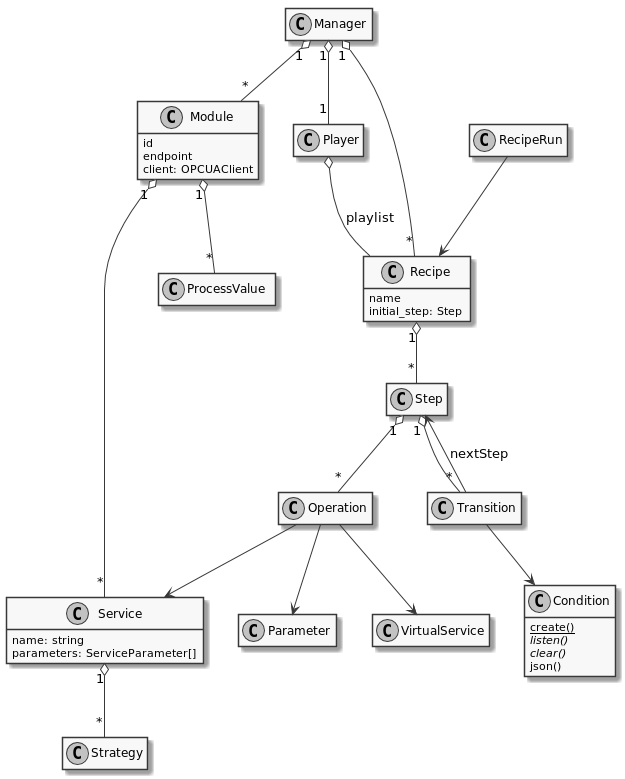 C Manager
1 1 1
*
C Module
id
endpoint
client: OPCUAClient
1
C Player
C RecipeRun
1 1
playlist
*
*
C ProcessValue
C Recipe
name
initial_step: Step
1
*
C Step
1 1
nextStep
* *
C Operation
C Transition
*
C Service
name: string
parameters: ServiceParameter[]
C Parameter
C VirtualService
C Condition
create()
listen()
clear()
json()
1
*
C Strategy